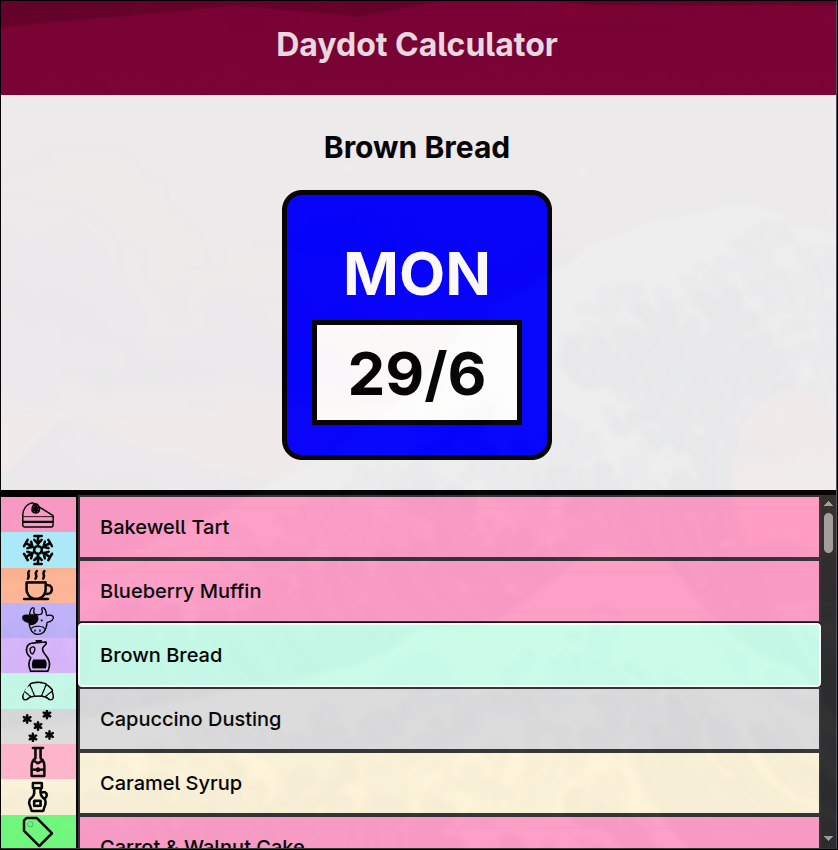 Daydot Calculator
Brown Bread
MON
29/6
Bakewell Tart
Blueberry Muffin
Brown Bread
Capuccino Dusting
Caramel Syrup
Carrot & Walnut Cake